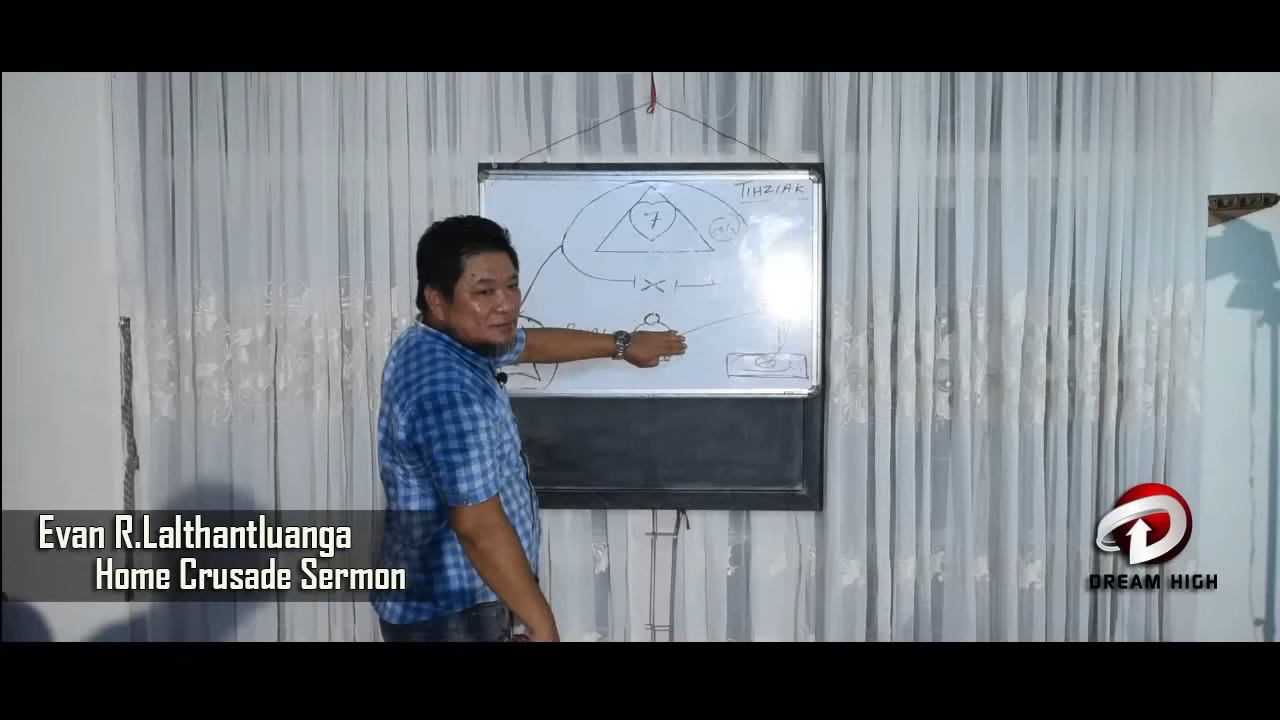 TIHZIAK
7
Evan R.Lalthantluanga
Home Crusade Sermon
DREAM HIGH